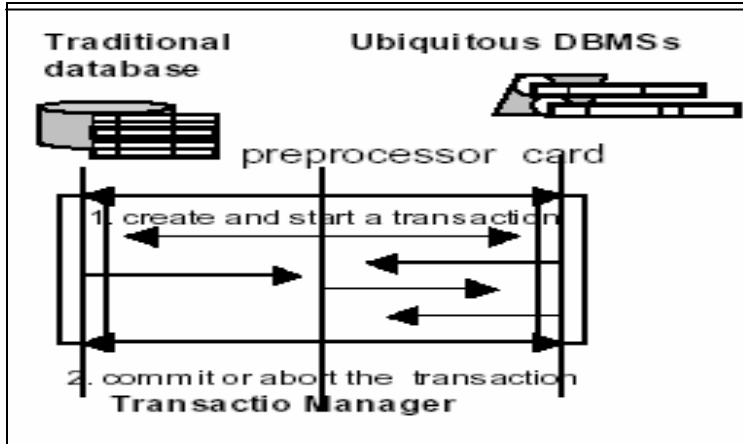 Traditional database
Ubiquitous DBMSs
preprocessor card
1. create and start a transaction
2. commit or abort the transaction
Transactio Manager